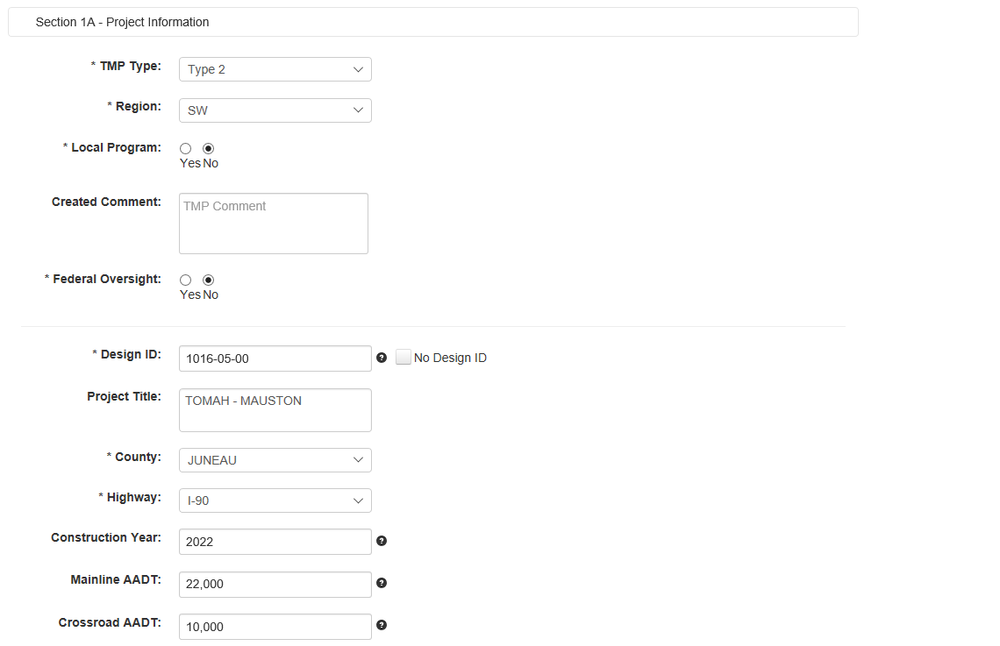 Section 1A - Project Information
* TMP Type: Type 2
* Region: SW
* Local Program:
Yes No
Created Comment: TMP Comment
* Federal Oversight:
Yes No
* Design ID: 1016-05-00 ? No Design ID
Project Title: TOMAH - MAUSTON
* County: JUNEAU
* Highway: I-90
Construction Year: 2022 ?
Mainline AADT: 22,000 ?
Crossroad AADT: 10,000 ?